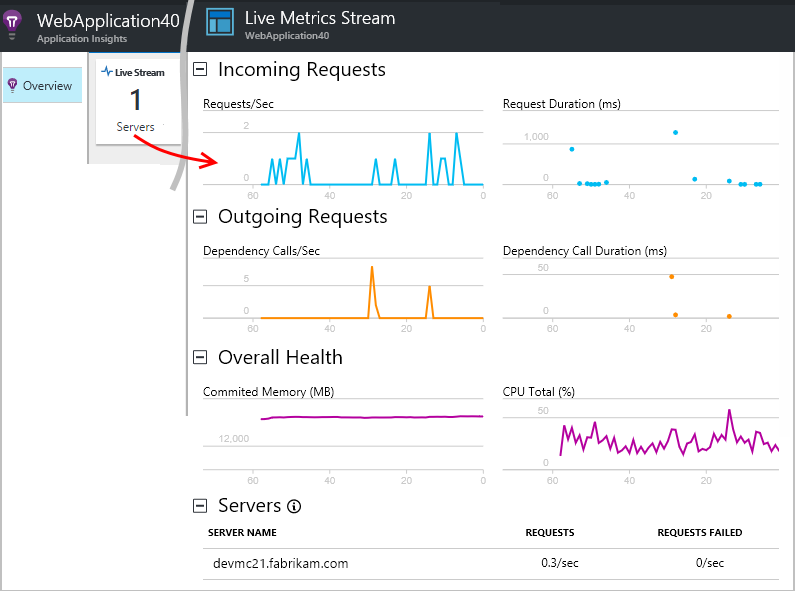 WebApplication40
Application Insights
Live Metrics Stream
WebApplication40
Overview
Live Stream
1
Servers
Incoming Requests
Requests/Sec
2
0
60 40 20 0
Request Duration (ms)
1,000
0
60 40 20
Outgoing Requests
Dependency Calls/Sec
5
0
60 40 20 0
Dependency Call Duration (ms)
50
0
60 40 20
Overall Health
Commited Memory (MB)
12,000
60 40 20 0
CPU Total (%)
50
0
60 40 20
Servers
SERVER NAME REQUESTS REQUESTS FAILED
devmc21.fabrikam.com 0.3/sec 0/sec